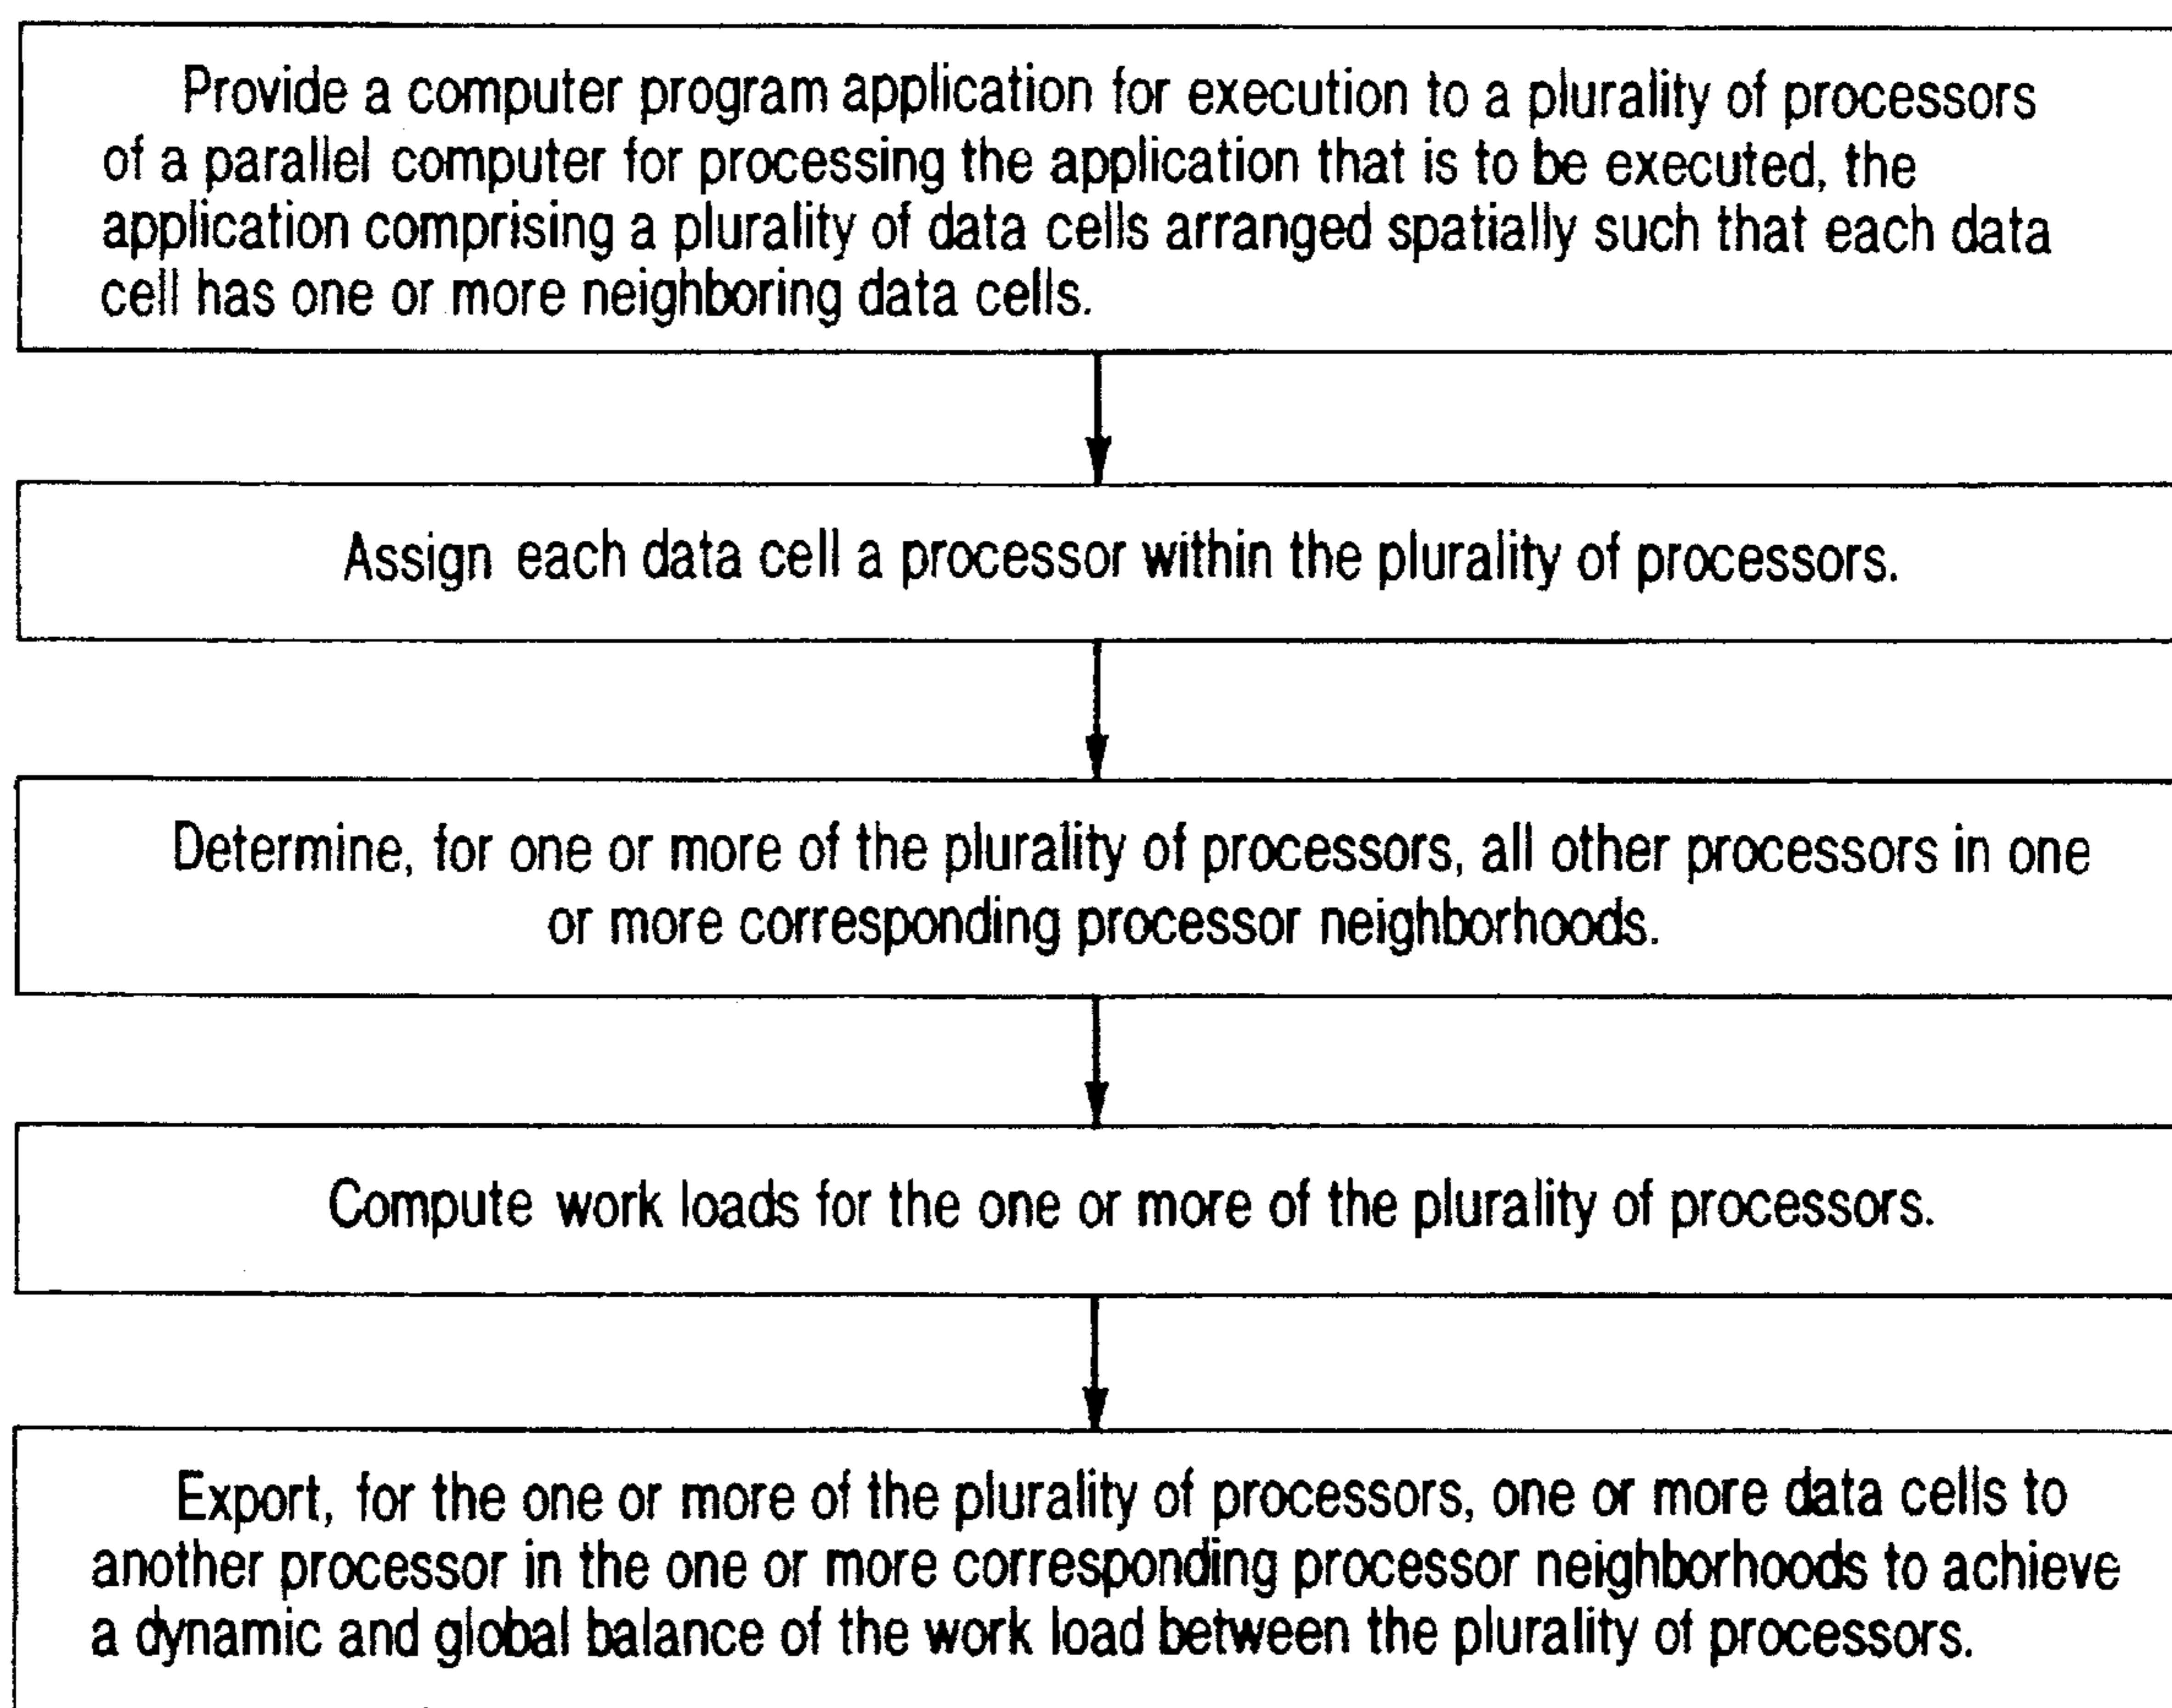 Provide a computer program application for execution to a plurality of processors
of a parallel computer for processing the application that is to be executed, the
application comprising a plurality of data cells arranged spatially such that each data
cell has one or more neighboring data cells.
Assign each data cell a processor within the plurality of processors.
Determine, for one or more of the plurality of processors, all other processors in one
or more corresponding processor neighborhoods.
Compute work loads for the one or more of the plurality of processors.
Export, for the one or more of the plurality of processors, one or more data cells to
another processor in the one or more corresponding processor neighborhoods to achieve
a dynamic and global balance of the work load between the plurality of processors.